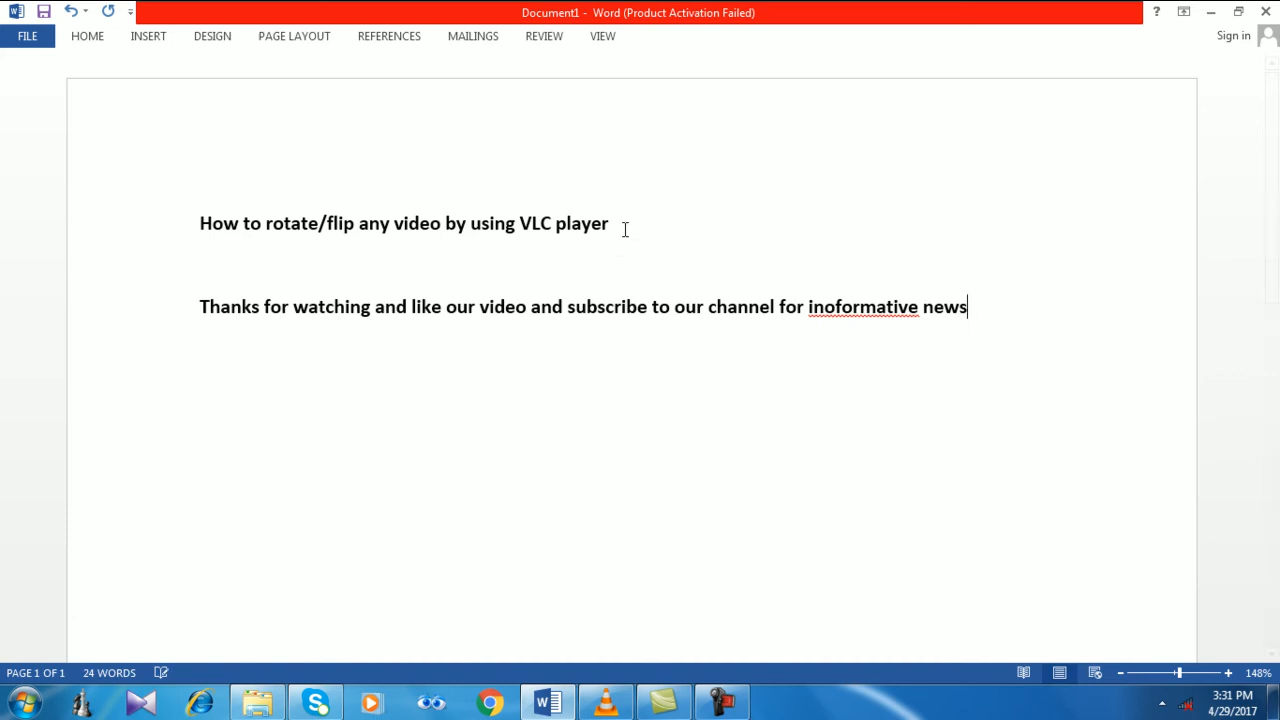 Document1 - Word (Product Activation Failed)
FILE HOME INSERT DESIGN PAGE LAYOUT REFERENCES MAILINGS REVIEW VIEW Sign in
How to rotate/flip any video by using VLC player
Thanks for watching and like our video and subscribe to our channel for inoformative news
PAGE 1 OF 1 24 WORDS 148%
3:31 PM
4/29/2017